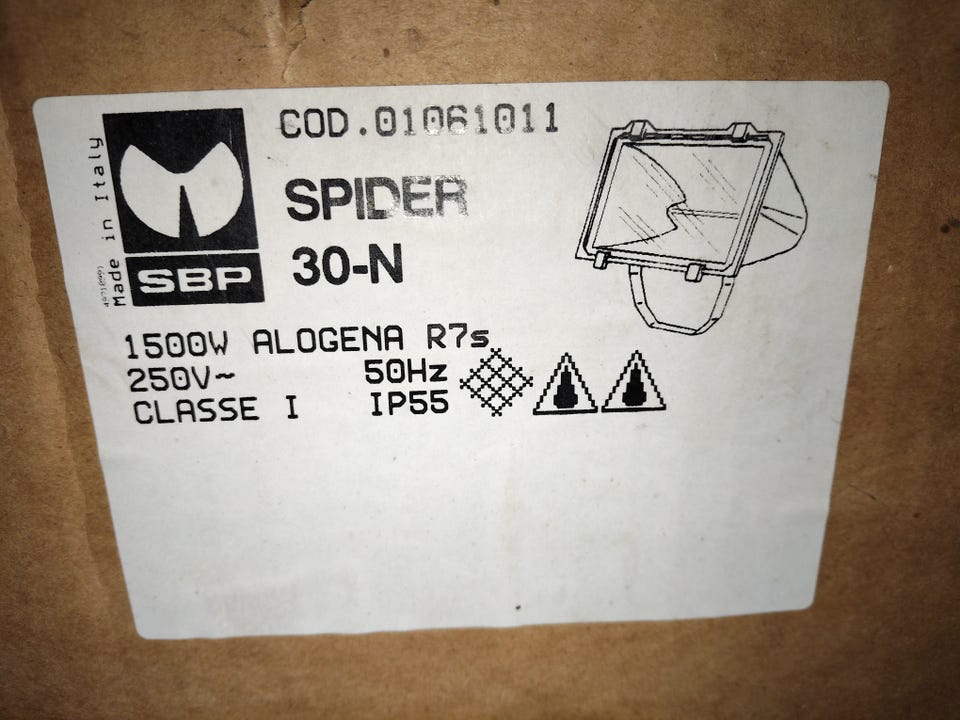 COD.01061011
SPIDER
30-N
Made in Italy
SBP
1500W ALOGENA R7s
250V~ 50Hz
CLASSE I IP55